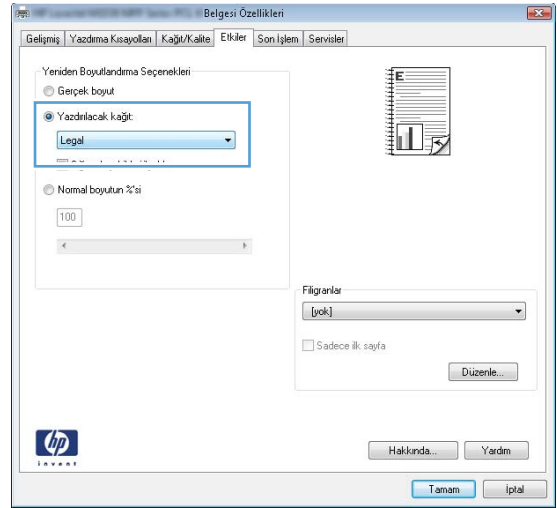 Belgesi Özellikleri
Gelişmiş Yazdırma Kısayolları Kağıt/Kalite Etkiler Son İşlem Servisler
Yeniden Boyutlandırma Seçenekleri
Gerçek boyut
Yazdırılacak kağıt:
Legal
Normal boyutun %'si
100
E
Filigranlar
[yok]
Sadece ilk sayfa
Düzenle...
hp
invent
Hakkında... Yardım
Tamam İptal